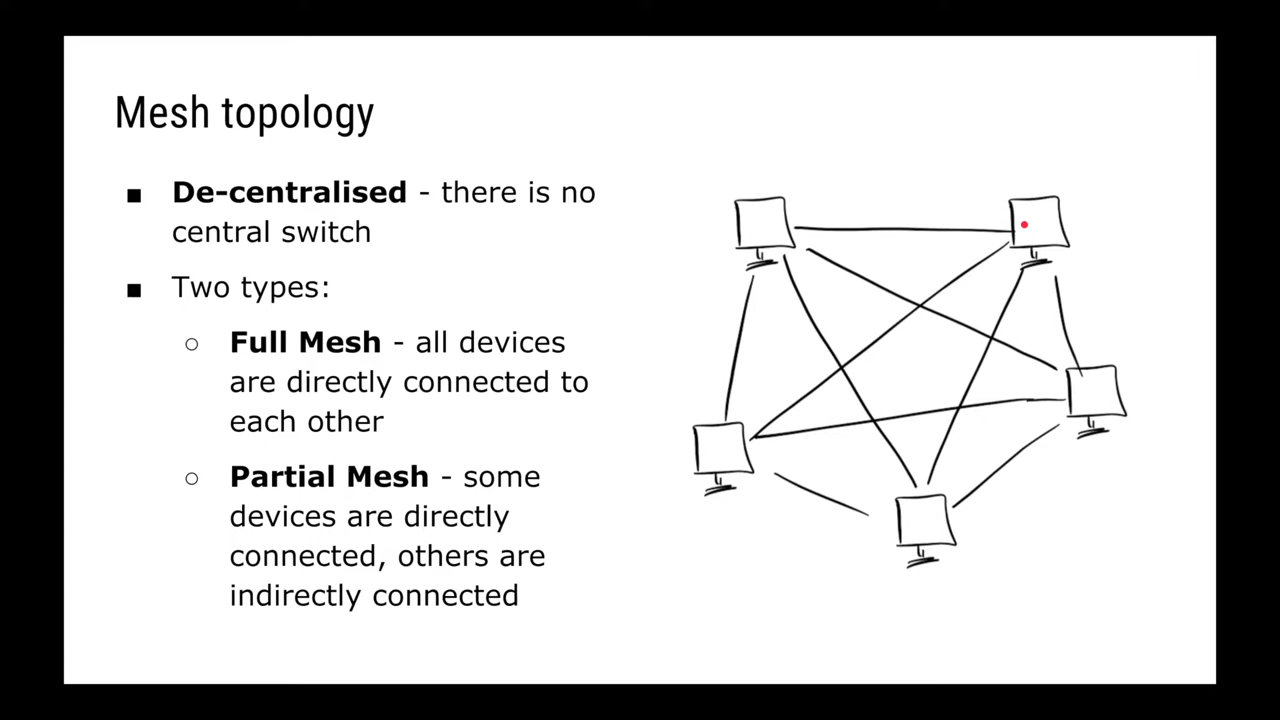 Mesh topology
▪ De-centralised - there is no
central switch
▪ Two types:
○ Full Mesh - all devices
are directly connected to
each other
○ Partial Mesh - some
devices are directly
connected, others are
indirectly connected